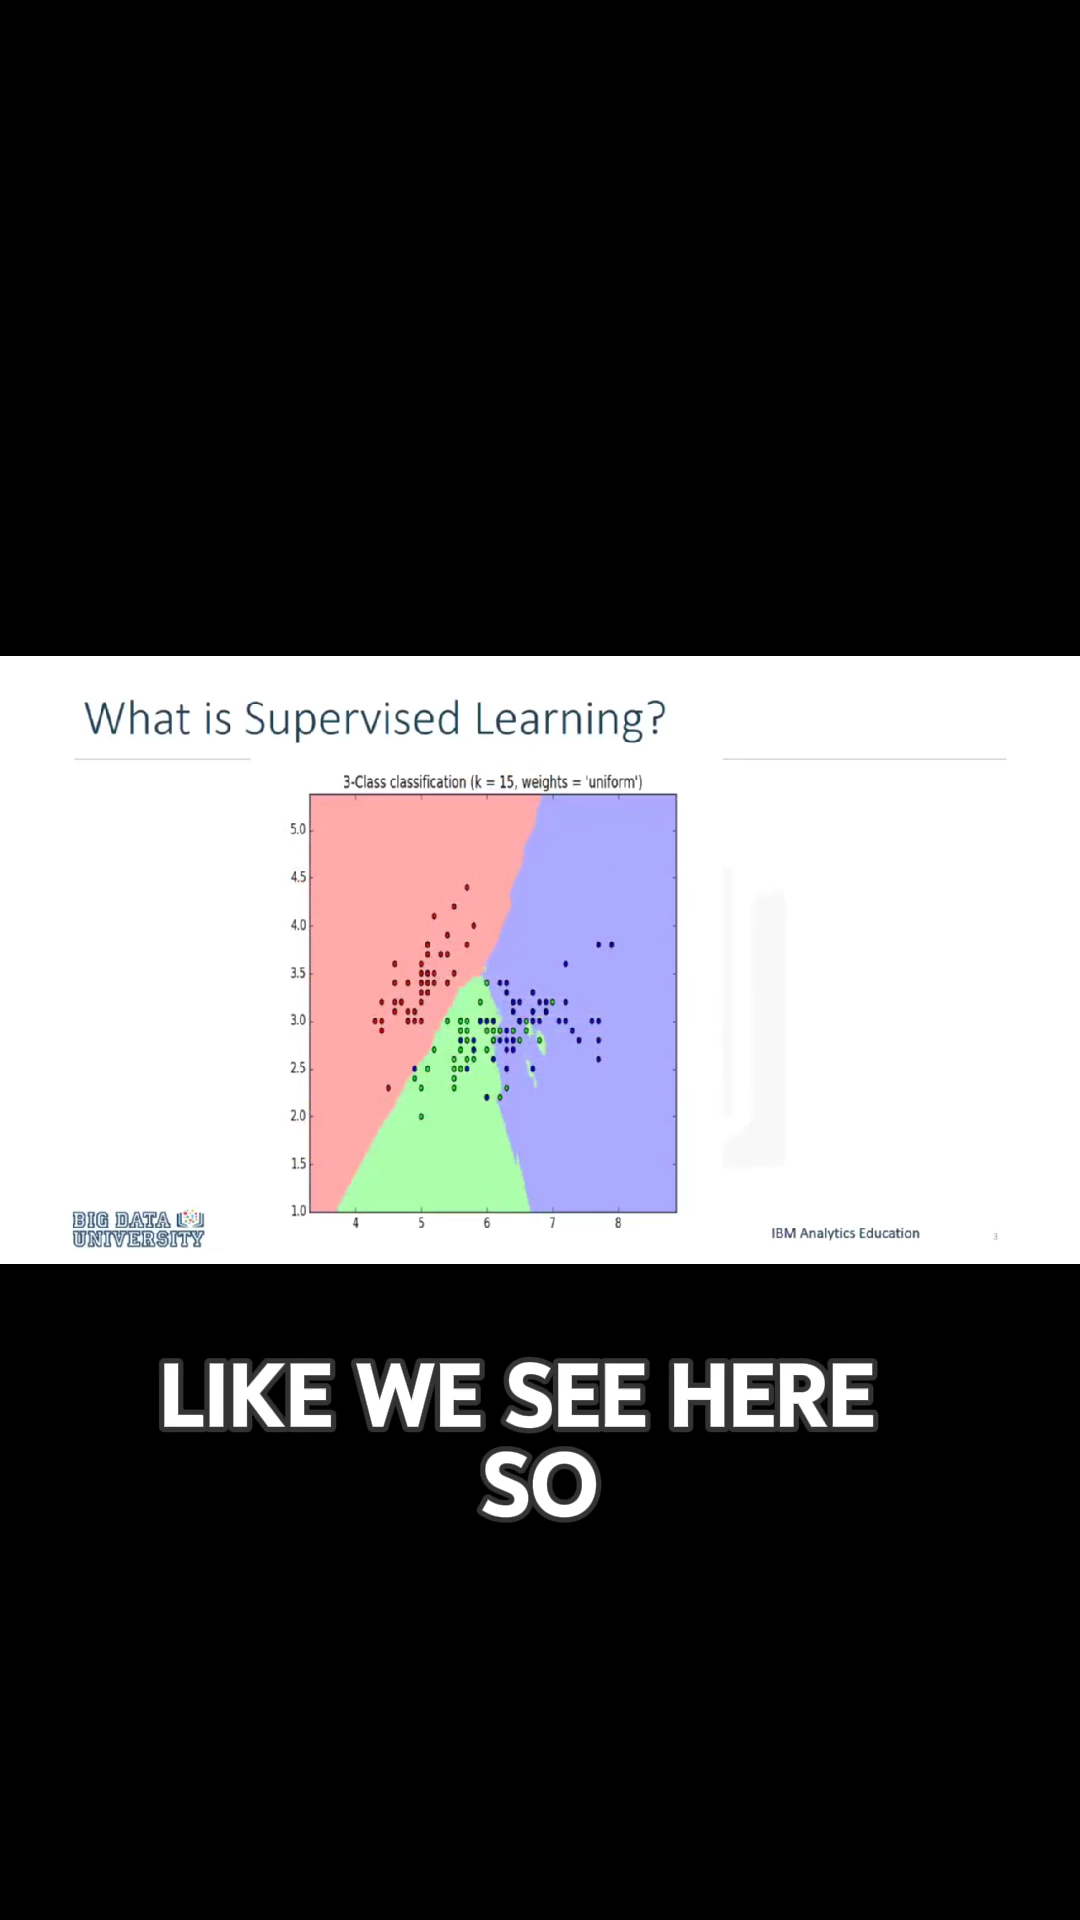 What is Supervised Learning?
3-Class classification (k = 15, weights = 'uniform')
5.0
4.5
4.0
3.5
3.0
2.5
2.0
1.5
1.0
4 5 6 7 8
BIG DATA
UNIVERSITY
IBM Analytics Education
3
LIKE WE SEE HERE
SO